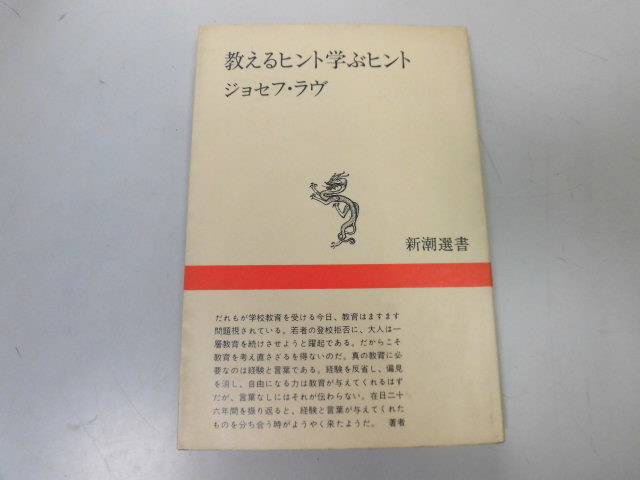 教えるヒント学ぶヒント
ジョセフ・ラヴ
新潮選書
だれもが学校教育を受ける今日、教育はますます
問題視されている。若者の登校拒否に、大人は一
層教育を続けさせようと躍起である。だからこそ
教育を考え直さざるを得ないのだ。真の教育に必
要なのは経験と言葉である。経験を反省し、偏見
を消し、自由になる力は教育が与えてくれるはず
だが、言葉なしにはそれが伝わらない。在日二十
六年間を振り返ると、経験と言葉が与えてくれた
ものを分ち合う時がようやく来たようだ。　著者